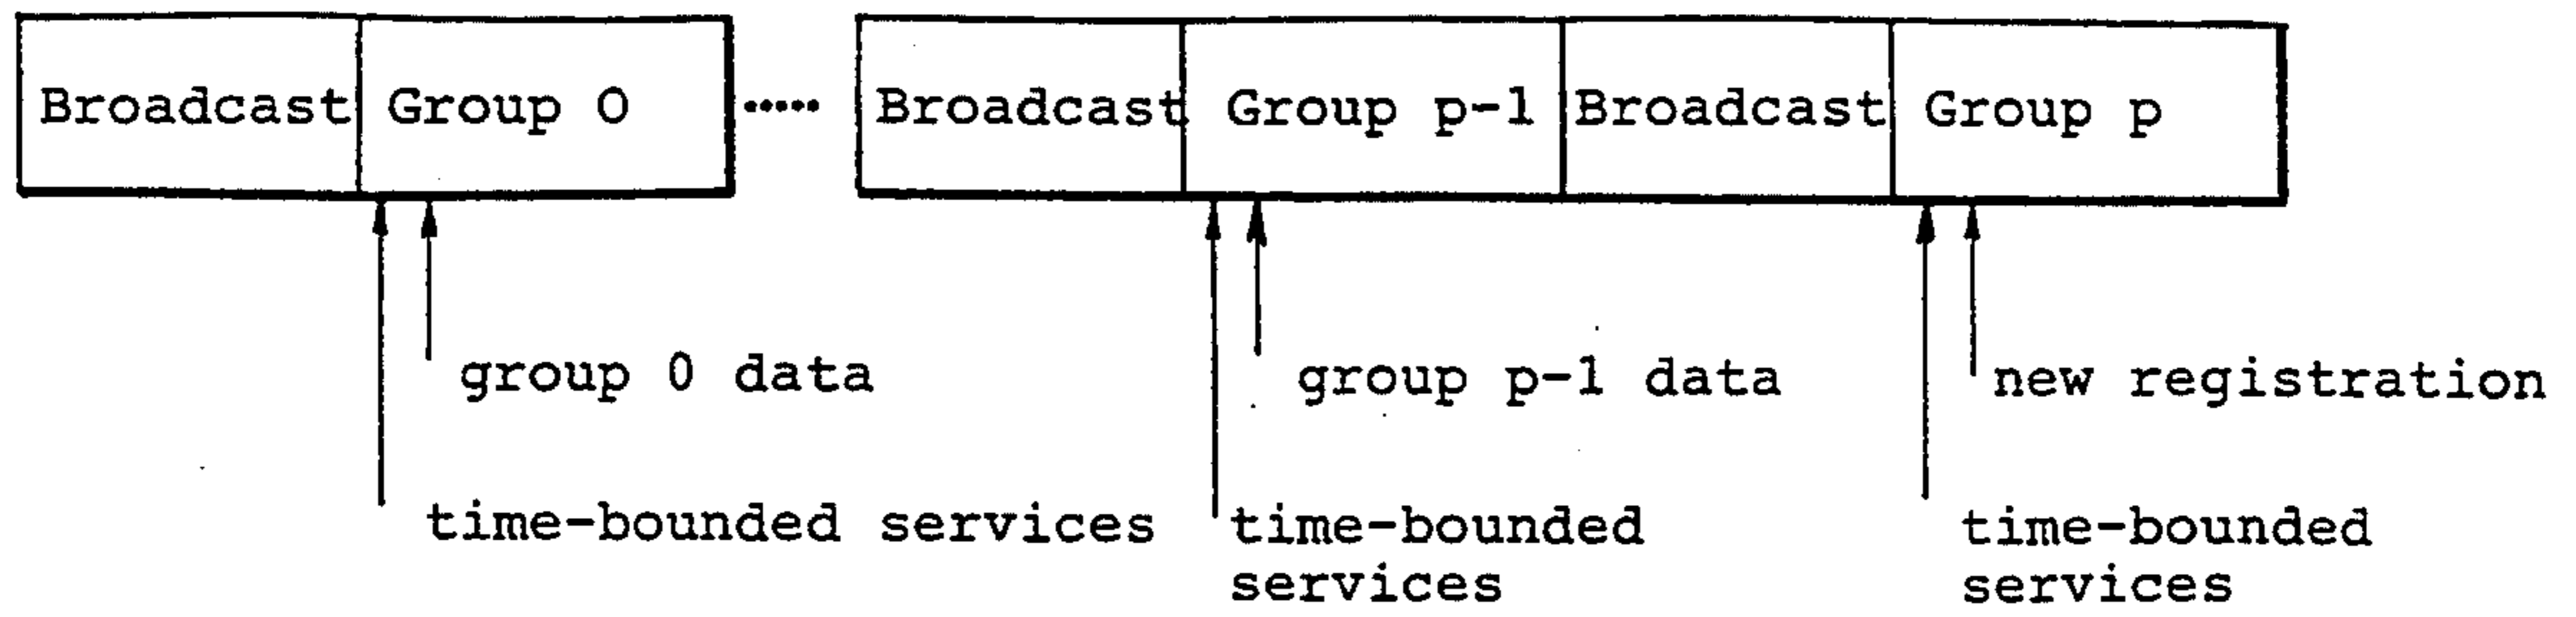 Broadcast Group 0 ..... Broadcast Group p-1 Broadcast Group p
group 0 data
group p-1 data
new registration
time-bounded services
time-bounded
services
time-bounded
services